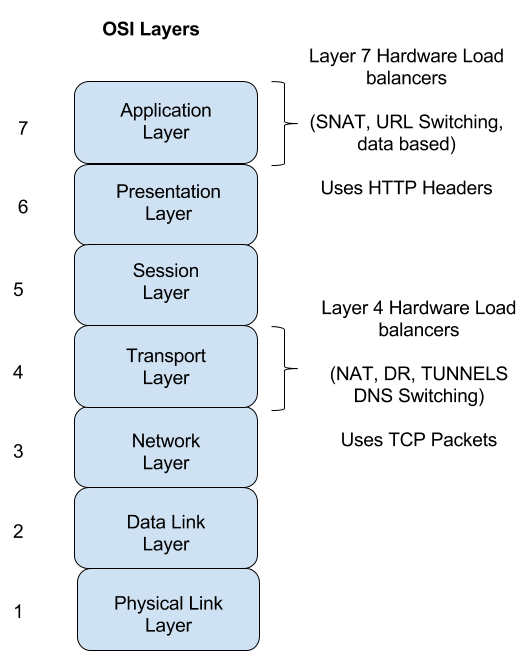 OSI Layers
Layer 7 Hardware Load
balancers
(SNAT, URL Switching,
data based)
Uses HTTP Headers
7
Application
Layer
6
Presentation
Layer
5
Session
Layer
Layer 4 Hardware Load
balancers
(NAT, DR, TUNNELS
DNS Switching)
Uses TCP Packets
4
Transport
Layer
3
Network
Layer
2
Data Link
Layer
1
Physical Link
Layer